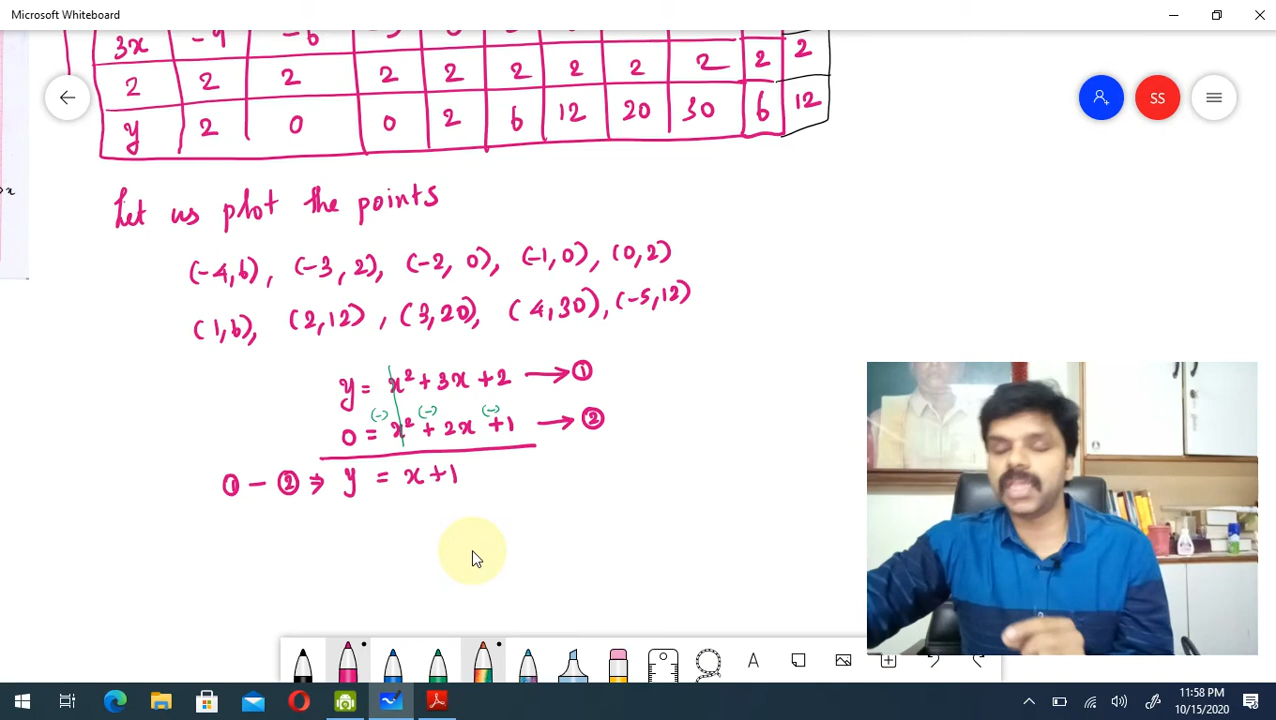 Microsoft Whiteboard
3x -9 -6
2 2 2 2 2 2 2 2 2 2 2
y 2 0 0 2 6 12 20 30 6 12
x
SS
Let us plot the points
(-4,6), (-3, 2), (-2, 0), (-1, 0), (0,2)
(1,6), (2,12), (3,20), (4,30), (-5,12)
y = x² + 3x + 2 → ①
(-) (-) (-)
0 = x² + 2x + 1 → ②
① - ② ⇒ y = x + 1
A
11:58 PM
10/15/2020